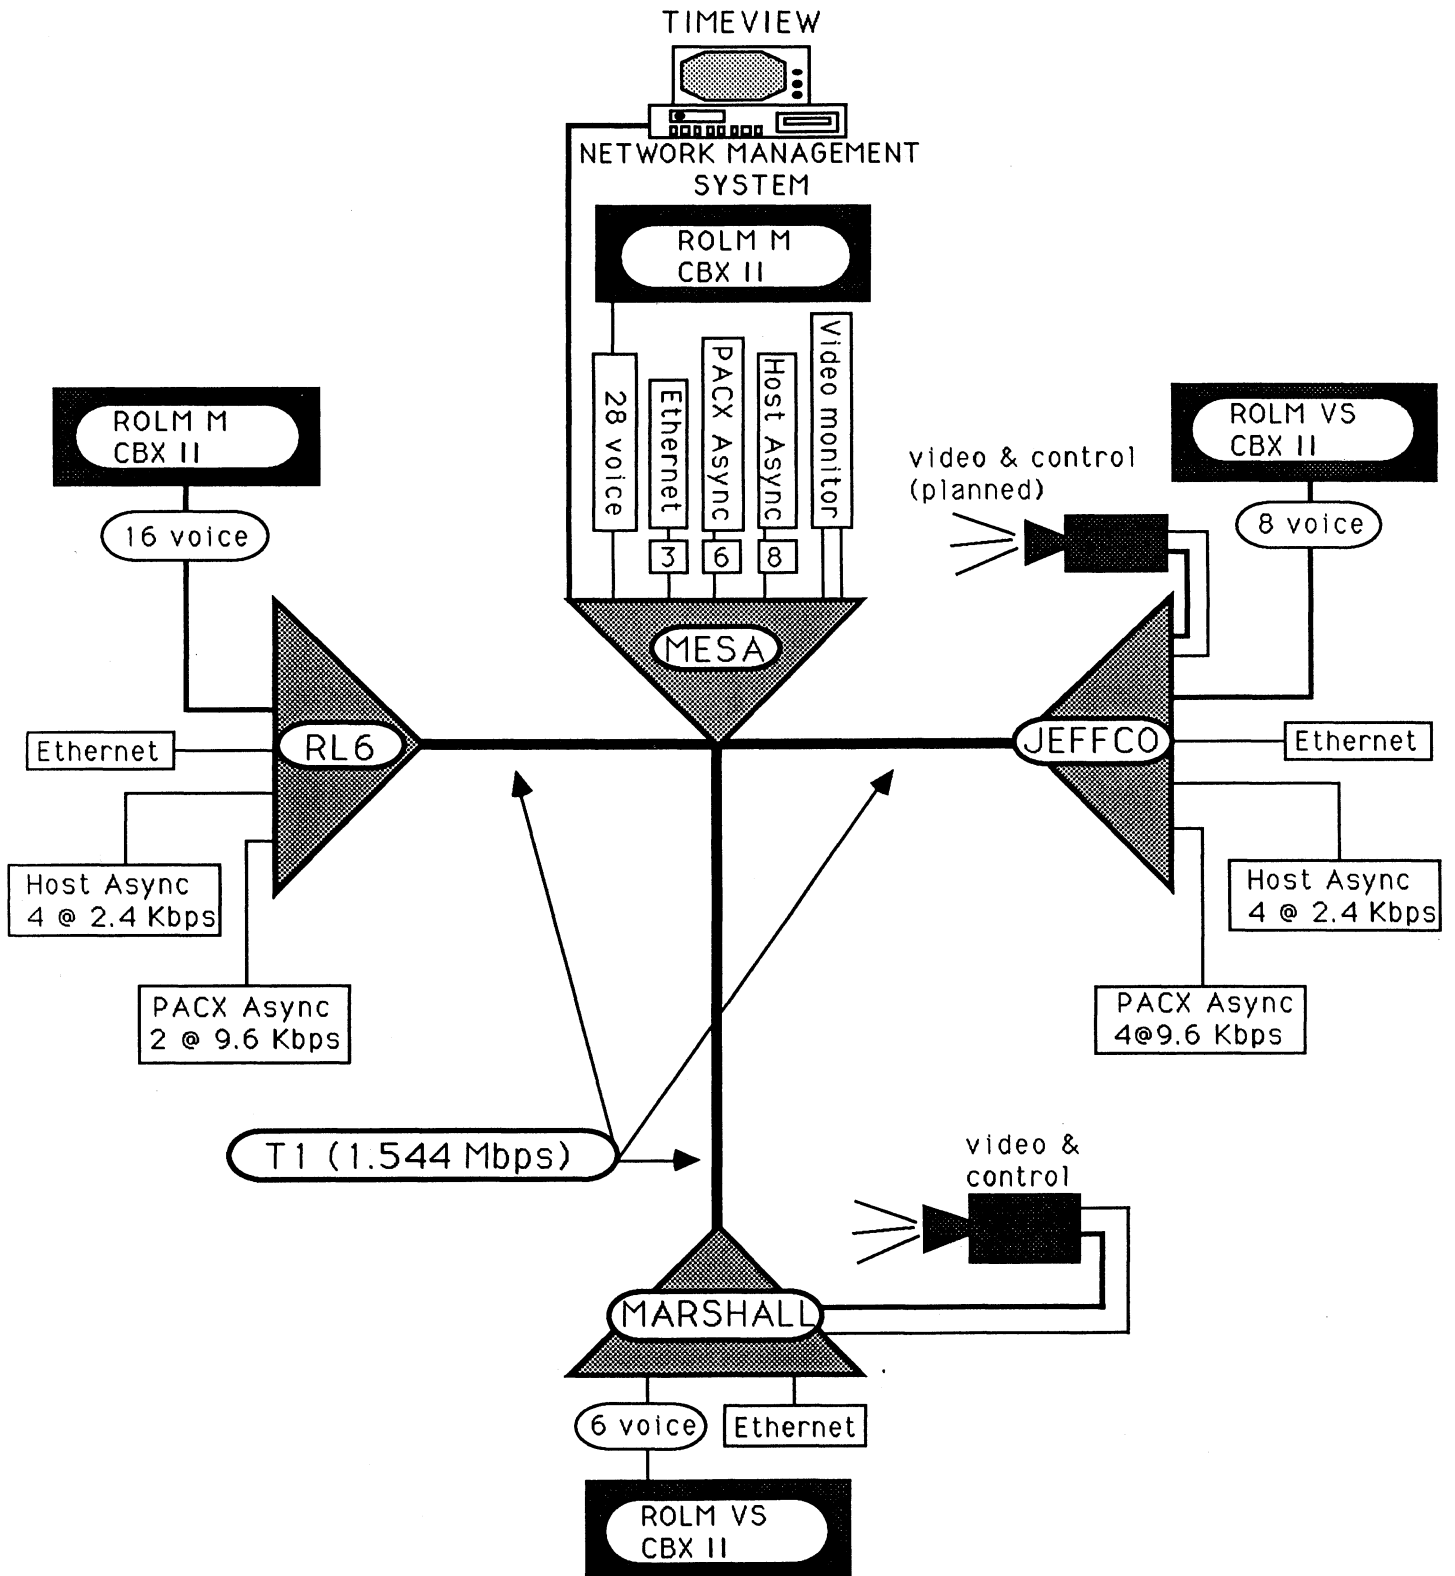 TIMEVIEW
NETWORK MANAGEMENT
SYSTEM
ROLM M
CBX II
28 voice
Ethernet
3
PACX Async
6
Host Async
8
Video monitor
MESA
ROLM M
CBX II
16 voice
RL6
Ethernet
Host Async
4 @ 2.4 Kbps
PACX Async
2 @ 9.6 Kbps
video & control
(planned)
ROLM VS
CBX II
8 voice
JEFFCO
Ethernet
Host Async
4 @ 2.4 Kbps
PACX Async
4@9.6 Kbps
T1 (1.544 Mbps)
video &
control
MARSHALL
6 voice
Ethernet
ROLM VS
CBX II